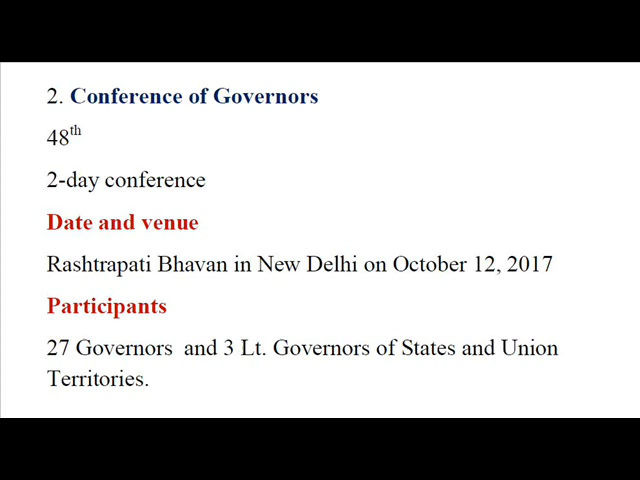 2. Conference of Governors
48th
2-day conference
Date and venue
Rashtrapati Bhavan in New Delhi on October 12, 2017
Participants
27 Governors  and 3 Lt. Governors of States and Union
Territories.